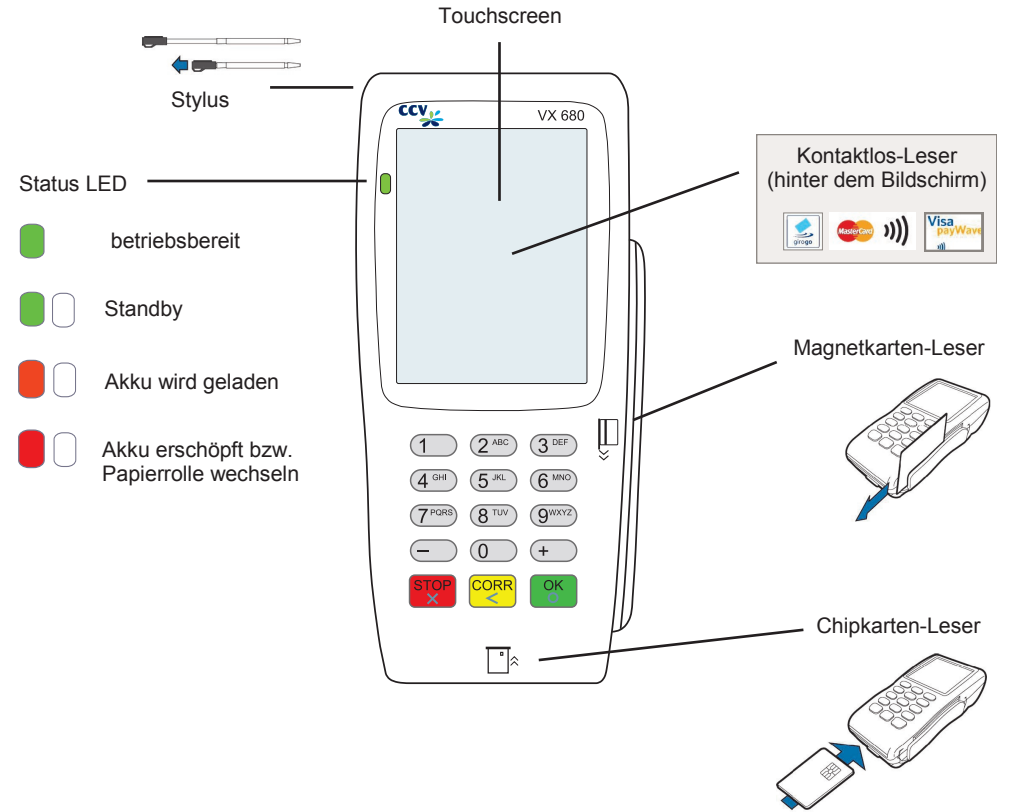 Touchscreen
Stylus
ccv
VX 680
Status LED
betriebsbereit
Standby
Akku wird geladen
Akku erschöpft bzw.
Papierrolle wechseln
Kontaktlos-Leser
(hinter dem Bildschirm)
girogo
MasterCard
Visa
payWave
Magnetkarten-Leser
1 2 ABC 3 DEF
4 GHI 5 JKL 6 MNO
7 PQRS 8 TUV 9 WXYZ
– 0 +
STOP CORR OK
Chipkarten-Leser